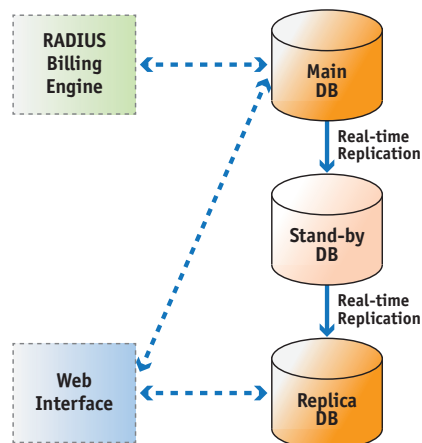 RADIUS
Billing
Engine
Main
DB
Real-time
Replication
Stand-by
DB
Real-time
Replication
Web
Interface
Replica
DB